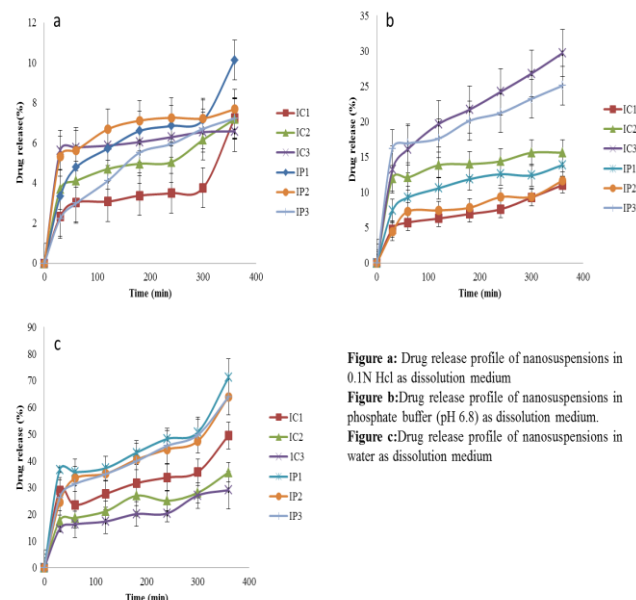 a
Drug release(%)
12
10
8
6
4
2
0
0
100
200
300
400
Time (min)
IC1
IC2
IC3
IP1
IP2
IP3
b
Drug release (%)
35
30
25
20
15
10
5
0
0
100
200
300
400
Time (min)
IC1
IC2
IC3
IP1
IP2
IP3
c
Drug release (%)
90
80
70
60
50
40
30
20
10
0
0
100
200
300
400
Time (min)
IC1
IC2
IC3
IP1
IP2
IP3
Figure a: Drug release profile of nanosuspensions in
0.1N Hcl as dissolution medium
Figure b:Drug release profile of nanosuspensions in
phosphate buffer (pH 6.8) as dissolution medium.
Figure c:Drug release profile of nanosuspensions in
water as dissolution medium